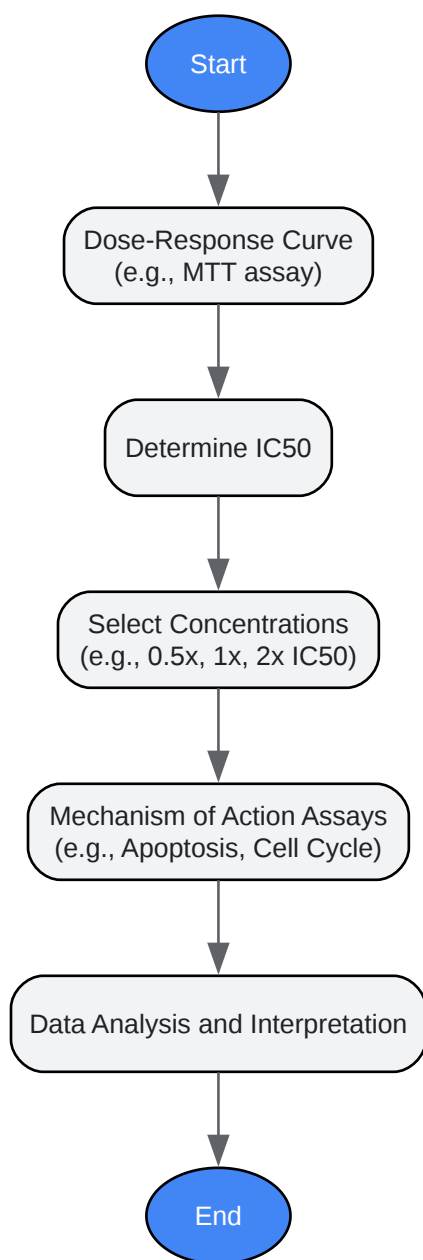 Start
Dose-Response Curve
(e.g., MTT assay)
Determine IC50
Select Concentrations
(e.g., 0.5x, 1x, 2x IC50)
Mechanism of Action Assays
(e.g., Apoptosis, Cell Cycle)
Data Analysis and Interpretation
End